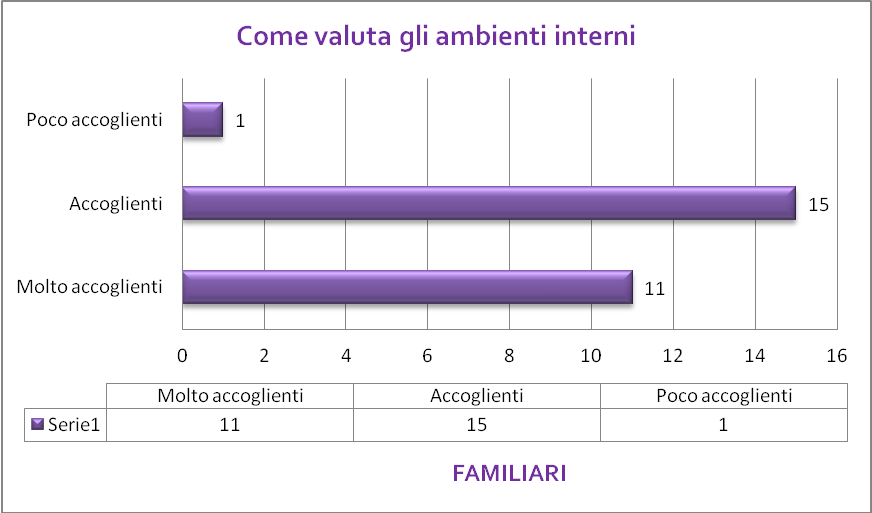 Come valuta gli ambienti interni
Poco accoglienti
1
Accoglienti
15
Molto accoglienti
11
0 2 4 6 8 10 12 14 16
Molto accoglienti Accoglienti Poco accoglienti
Serie1 11 15 1
FAMILIARI